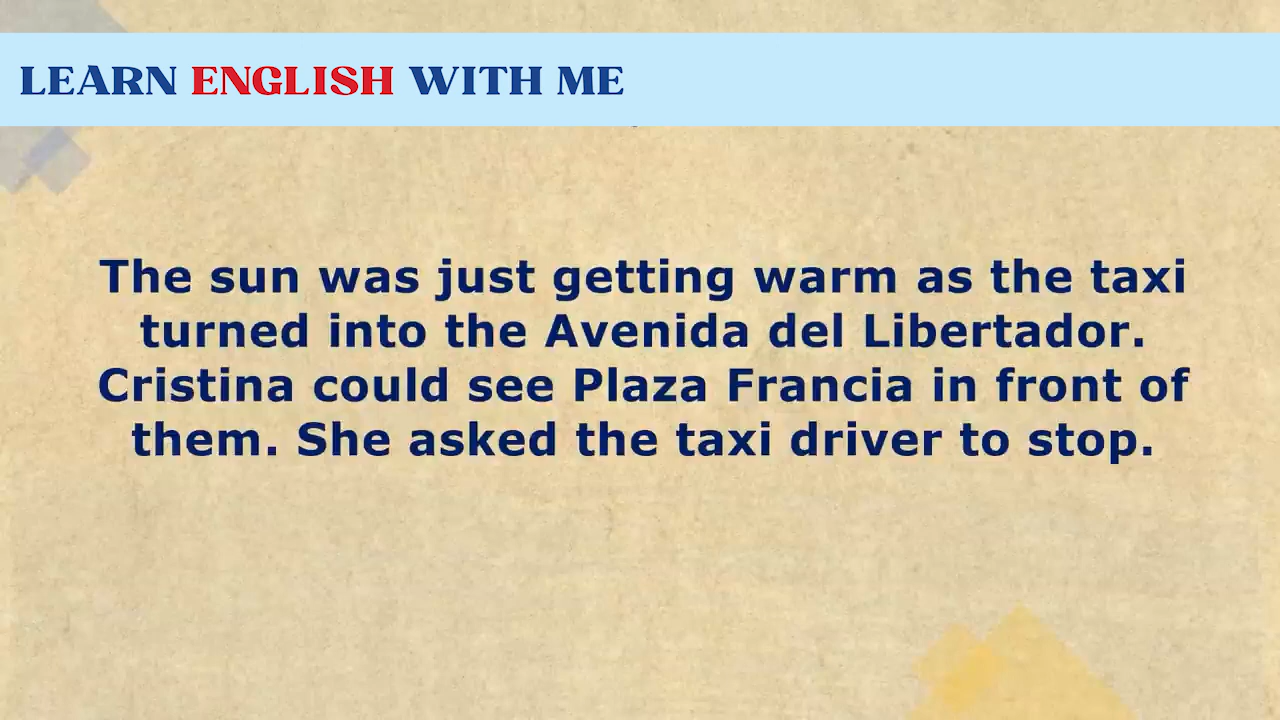 LEARN ENGLISH WITH ME
The sun was just getting warm as the taxi
turned into the Avenida del Libertador.
Cristina could see Plaza Francia in front of
them. She asked the taxi driver to stop.